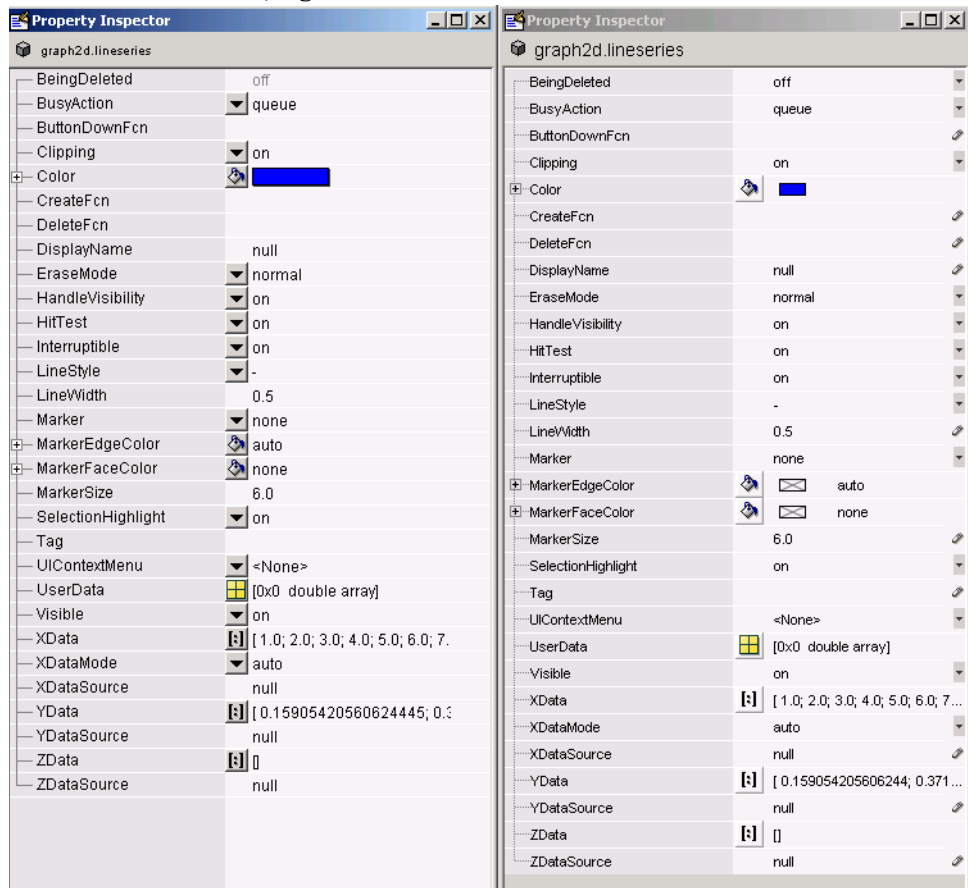 Property Inspector
graph2d.lineseries
BeingDeleted off
BusyAction queue
ButtonDownFcn
Clipping on
Color
CreateFcn
DeleteFcn
DisplayName null
EraseMode normal
HandleVisibility on
HitTest on
Interruptible on
LineStyle -
LineWidth 0.5
Marker none
MarkerEdgeColor auto
MarkerFaceColor none
MarkerSize 6.0
SelectionHighlight on
Tag
UIContextMenu <None>
UserData [0x0 double array]
Visible on
XData [ 1.0; 2.0; 3.0; 4.0; 5.0; 6.0; 7.
XDataMode auto
XDataSource null
YData [ 0.15905420560624445; 0.3
YDataSource null
ZData []
ZDataSource null
Property Inspector
graph2d.lineseries
BeingDeleted off
BusyAction queue
ButtonDownFcn
Clipping on
Color
CreateFcn
DeleteFcn
DisplayName null
EraseMode normal
HandleVisibility on
HitTest on
Interruptible on
LineStyle -
LineWidth 0.5
Marker none
MarkerEdgeColor auto
MarkerFaceColor none
MarkerSize 6.0
SelectionHighlight on
Tag
UIContextMenu <None>
UserData [0x0 double array]
Visible on
XData [ 1.0; 2.0; 3.0; 4.0; 5.0; 6.0; 7...
XDataMode auto
XDataSource null
YData [ 0.159054205606244; 0.371...
YDataSource null
ZData []
ZDataSource null